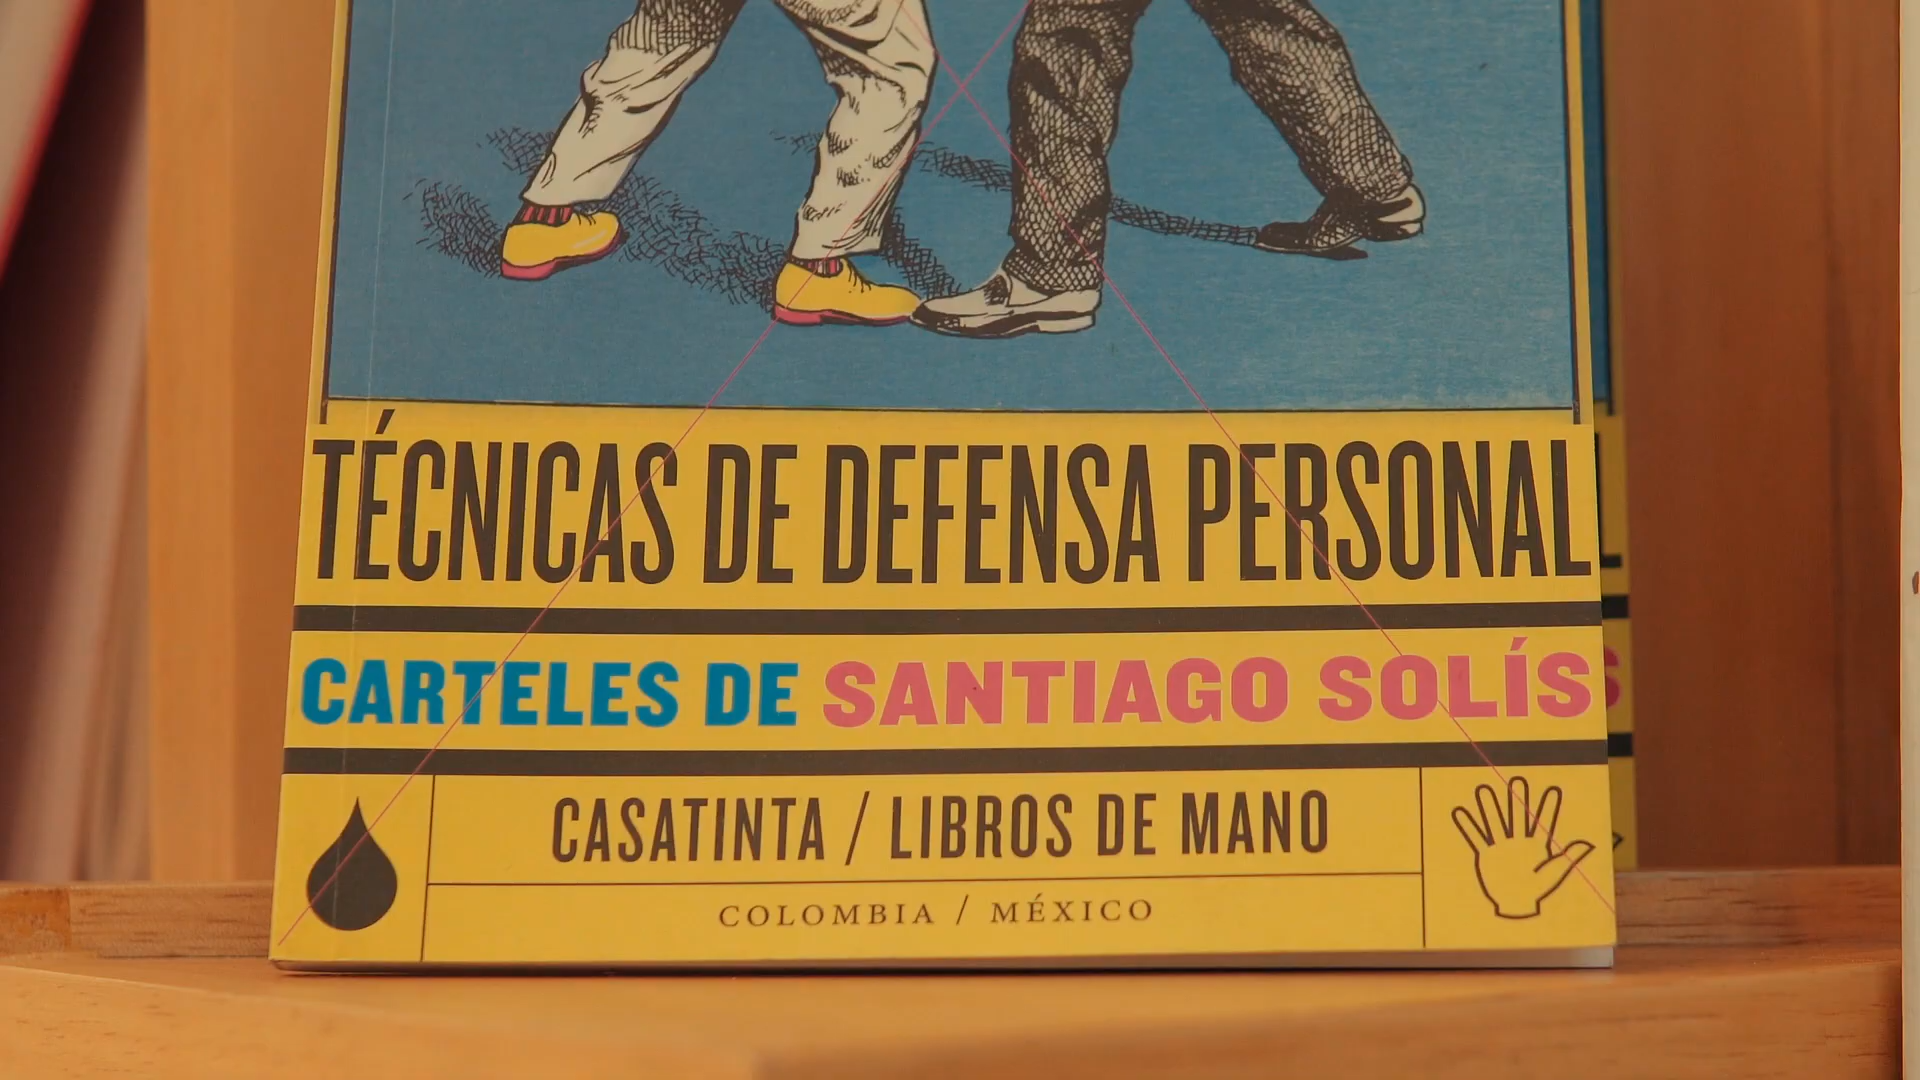 TÉCNICAS DE DEFENSA PERSONAL
CARTELES DE SANTIAGO SOLÍS
CASATINTA / LIBROS DE MANO
COLOMBIA / MÉXICO